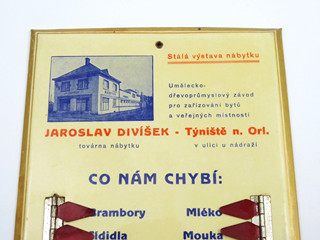 Stálá výstava nábytku
Umělecko-
dřevoprůmyslový závod
pro zařizování bytů
a veřejných místností
JAROSLAV DIVÍŠEK - Týniště n. Orl.
továrna nábytku
v ulici u nádraží
CO NÁM CHYBÍ:
Brambory
Mléko
Jídidla
Mouka